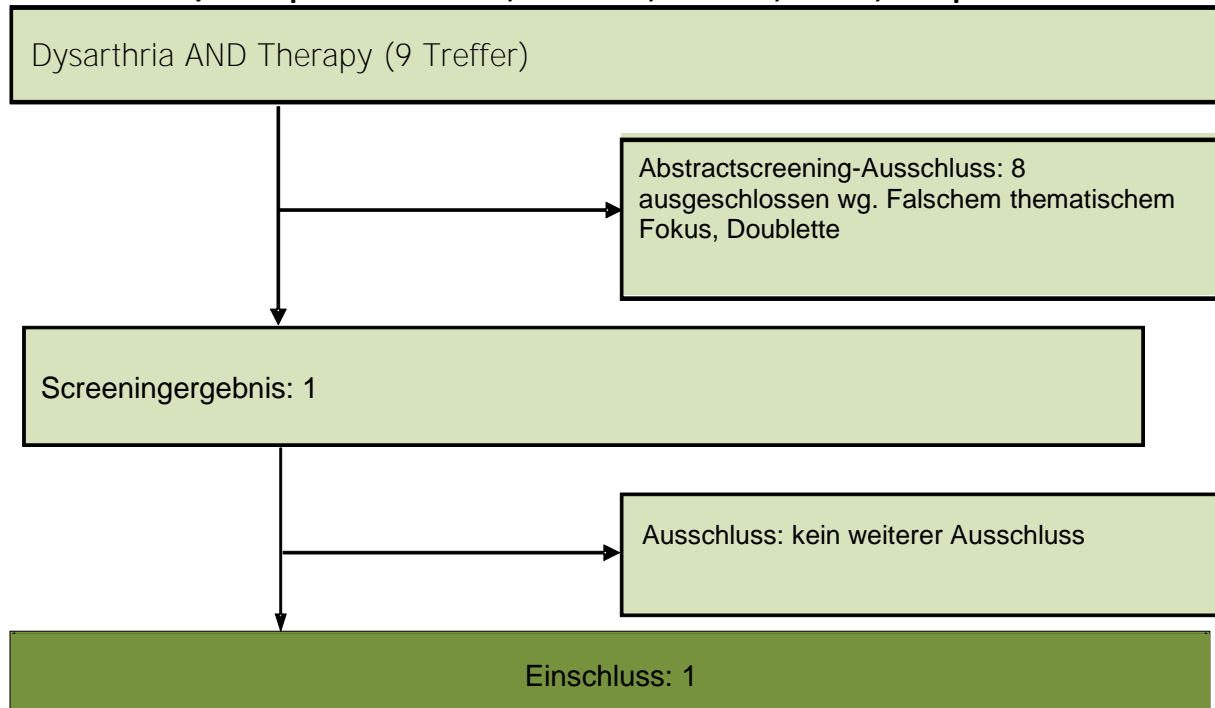 Dysarthria AND Therapy (9 Treffer)
Abstractscreening-Ausschluss: 8
ausgeschlossen wg. Falschem thematischem
Fokus, Doublette
Screeningergebnis: 1
Ausschluss: kein weiterer Ausschluss
Einschluss: 1